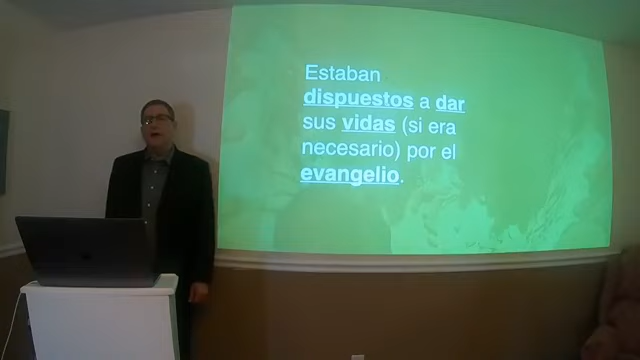 Estaban
dispuestos a dar
sus vidas (si era
necesario) por el
evangelio.